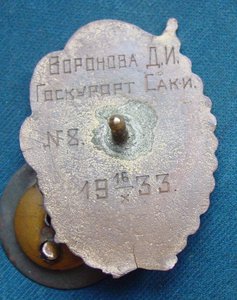 Воронова Д.И.
Госкурорт Саки.
№8.
19 16/X 33.